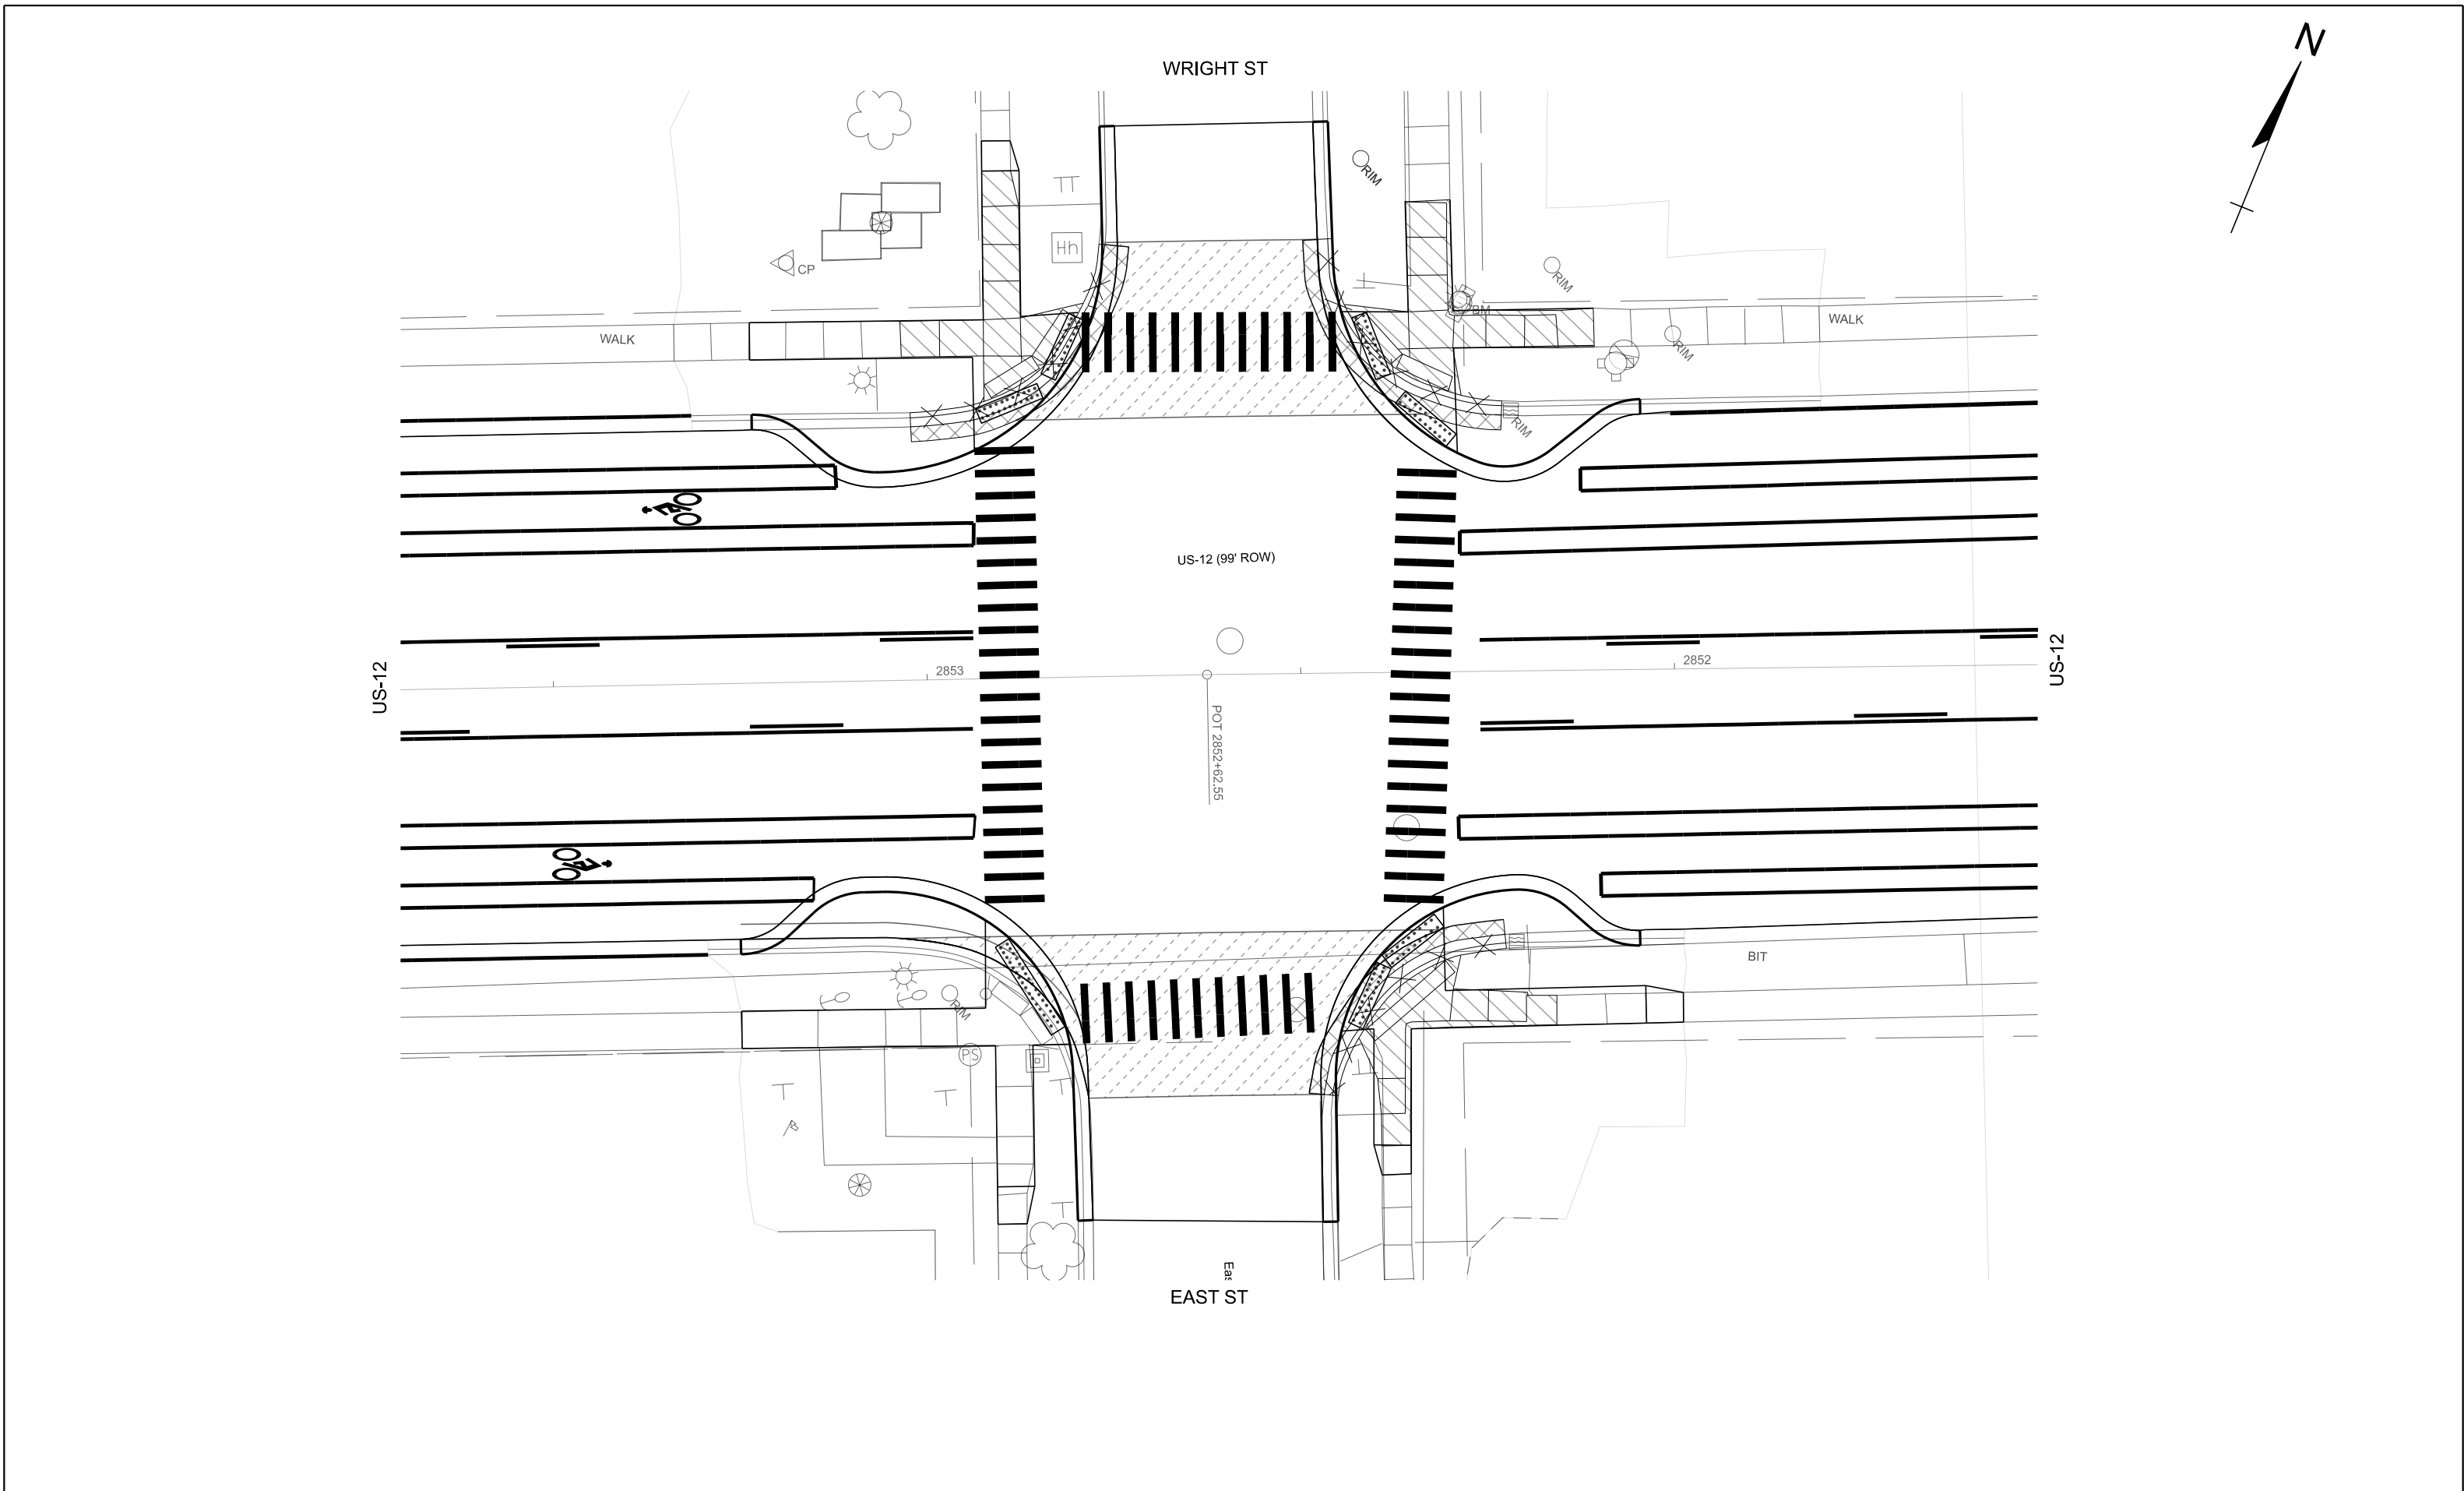 N
WRIGHT ST
RIM
Hh
CP
RIM
BM
WALK
WALK
RIM
RIM
US-12 (99' ROW)
US-12
2853
2852
US-12
POT 2852+62.55
BIT
RIM
PS
Eas
EAST ST